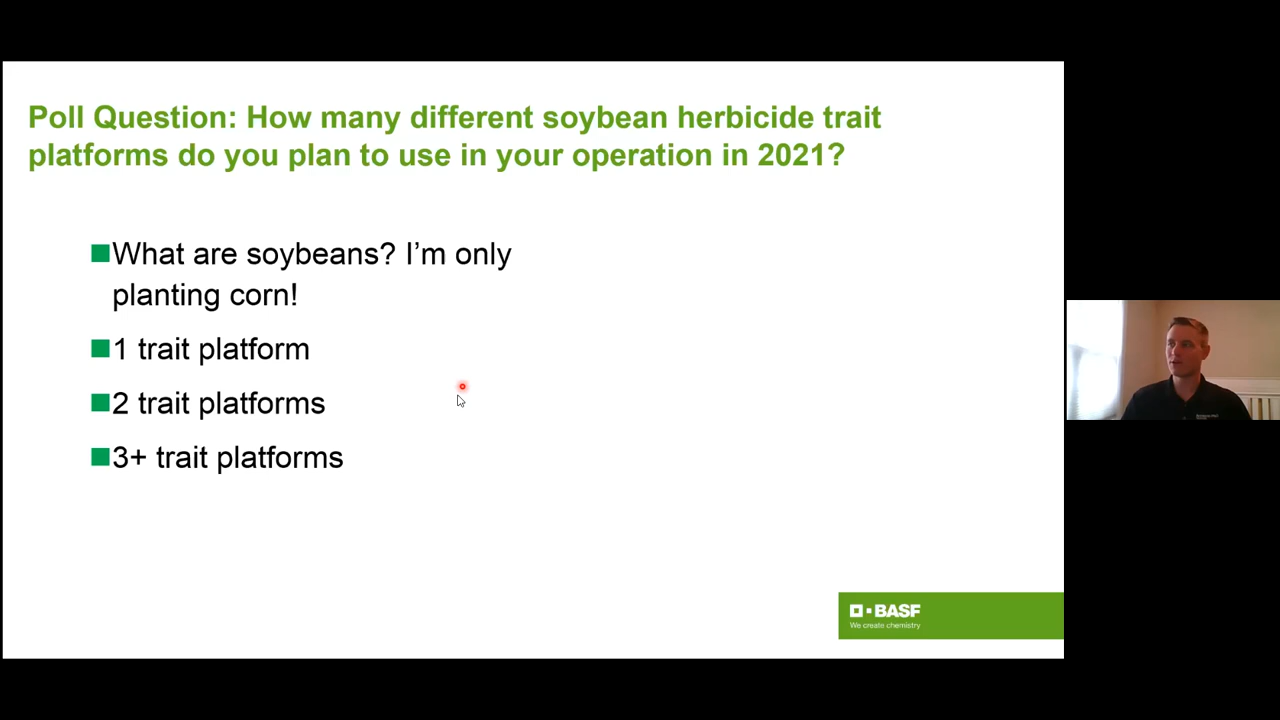 Poll Question: How many different soybean herbicide trait
platforms do you plan to use in your operation in 2021?
What are soybeans? I’m only
planting corn!
1 trait platform
2 trait platforms
3+ trait platforms
BASF
We create chemistry